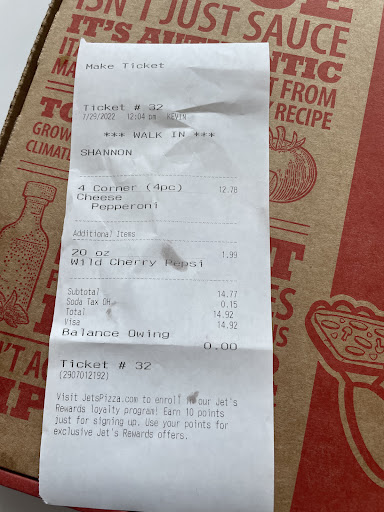 ISN'T JUST SAUCE
IT'S AUTHENTIC
FROM
RECIPE
GROW
CLIMATE
Make Ticket
Ticket # 32
7/29/2022 12:04 pm KEVIN
*** WALK IN ***
SHANNON
4 Corner (4pc) 12.78
Cheese
Pepperoni
Additional Items
20 oz 1.99
Wild Cherry Pepsi
Subtotal 14.77
Soda Tax OH 0.15
Total 14.92
Visa 14.92
Balance Owing
0.00
Ticket # 32
(2907012192)
Visit JetsPizza.com to enroll in our Jet's
Rewards loyalty program! Earn 10 points
just for signing up. Use your points for
exclusive Jet's Rewards offers.